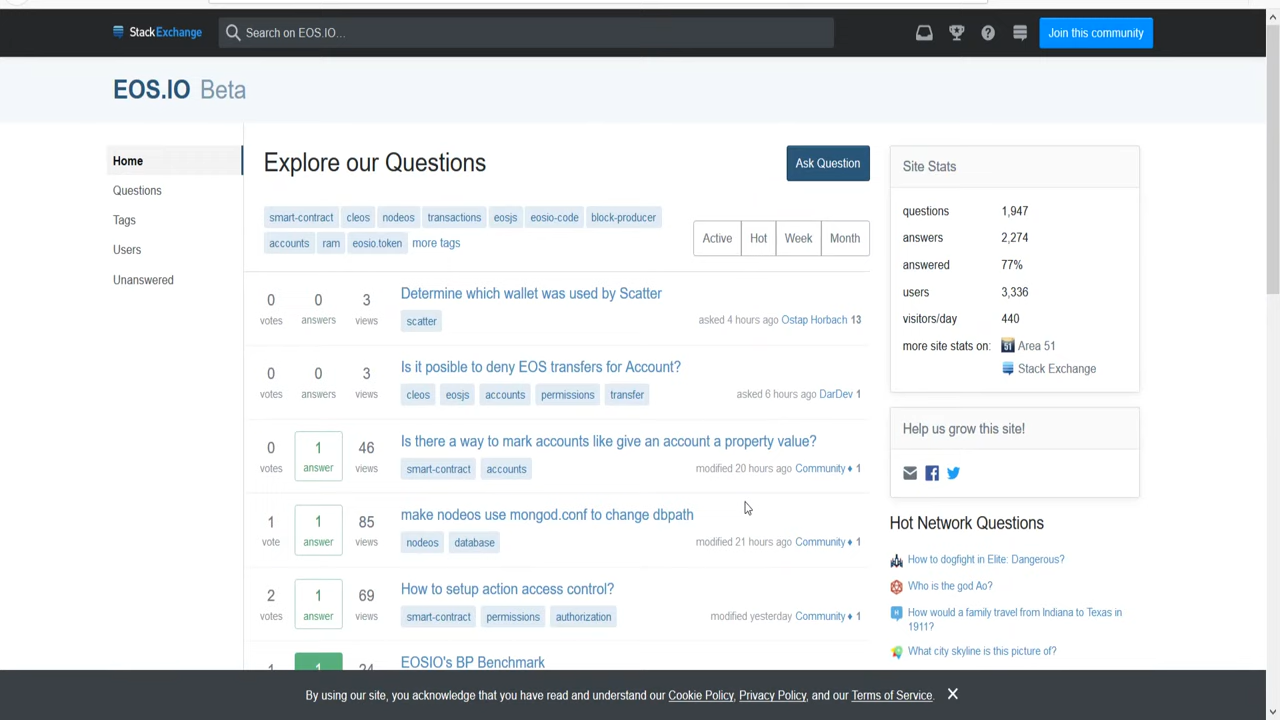 StackExchange
Search on EOS.IO...
Join this community
EOS.IO Beta
Home
Questions
Tags
Users
Unanswered
Explore our Questions
Ask Question
smart-contract cleos nodeos transactions eosjs eosio-code block-producer
accounts ram eosio.token more tags
Active Hot Week Month
0 votes
0 answers
3 views
Determine which wallet was used by Scatter
scatter
asked 4 hours ago Ostap Horbach 13
0 votes
0 answers
3 views
Is it posible to deny EOS transfers for Account?
cleos eosjs accounts permissions transfer
asked 6 hours ago DarDev 1
0 votes
1 answer
46 views
Is there a way to mark accounts like give an account a property value?
smart-contract accounts
modified 20 hours ago Community ♦ 1
1 vote
1 answer
85 views
make nodeos use mongod.conf to change dbpath
nodeos database
modified 21 hours ago Community ♦ 1
2 votes
1 answer
69 views
How to setup action access control?
smart-contract permissions authorization
modified yesterday Community ♦ 1
EOSIO's BP Benchmark
Site Stats
questions 1,947
answers 2,274
answered 77%
users 3,336
visitors/day 440
more site stats on: Area 51
Stack Exchange
Help us grow this site!
Hot Network Questions
How to dogfight in Elite: Dangerous?
Who is the god Ao?
How would a family travel from Indiana to Texas in
1911?
What city skyline is this picture of?
By using our site, you acknowledge that you have read and understand our Cookie Policy, Privacy Policy, and our Terms of Service.